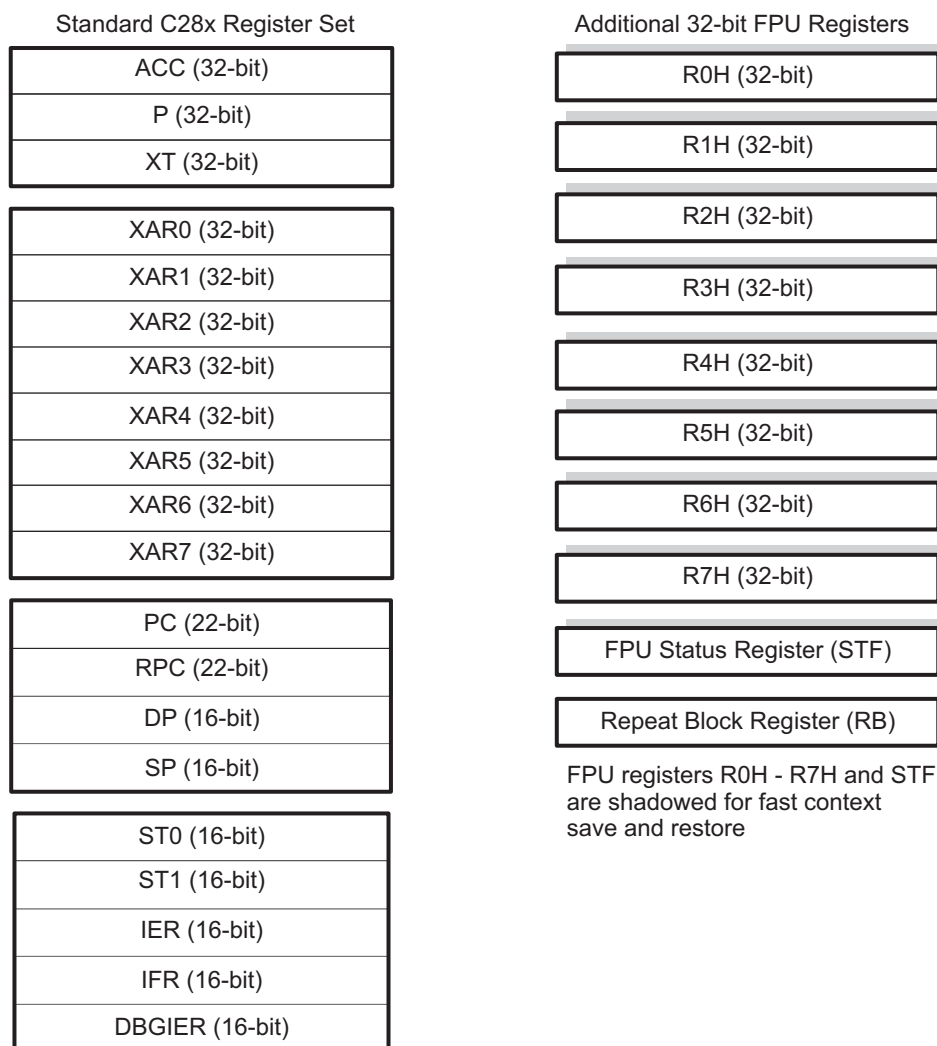 Standard C28x Register Set
ACC (32-bit)
P (32-bit)
XT (32-bit)
XAR0 (32-bit)
XAR1 (32-bit)
XAR2 (32-bit)
XAR3 (32-bit)
XAR4 (32-bit)
XAR5 (32-bit)
XAR6 (32-bit)
XAR7 (32-bit)
PC (22-bit)
RPC (22-bit)
DP (16-bit)
SP (16-bit)
ST0 (16-bit)
ST1 (16-bit)
IER (16-bit)
IFR (16-bit)
DBGIER (16-bit)
Additional 32-bit FPU Registers
R0H (32-bit)
R1H (32-bit)
R2H (32-bit)
R3H (32-bit)
R4H (32-bit)
R5H (32-bit)
R6H (32-bit)
R7H (32-bit)
FPU Status Register (STF)
Repeat Block Register (RB)
FPU registers R0H - R7H and STF
are shadowed for fast context
save and restore